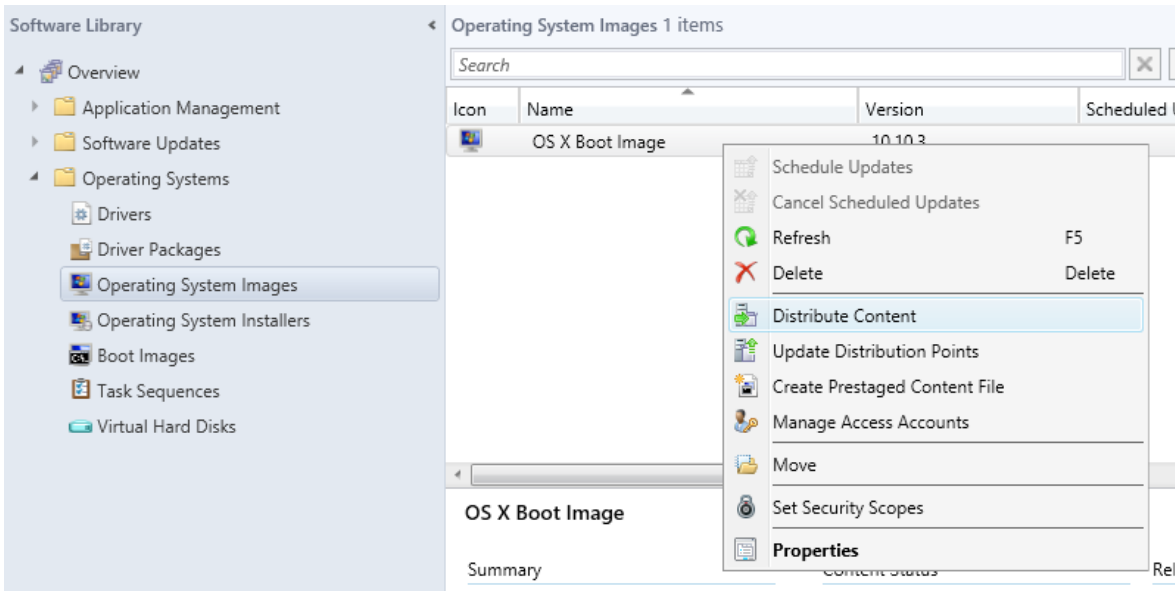 Software Library
Overview
Application Management
Software Updates
Operating Systems
Drivers
Driver Packages
Operating System Images
Operating System Installers
Boot Images
Task Sequences
Virtual Hard Disks
Operating System Images 1 items
Search
Icon Name Version Scheduled
OS X Boot Image 10.10.3
Schedule Updates
Cancel Scheduled Updates
Refresh F5
Delete Delete
Distribute Content
Update Distribution Points
Create Prestaged Content File
Manage Access Accounts
Move
Set Security Scopes
Properties
OS X Boot Image
Summary Content Status Rel